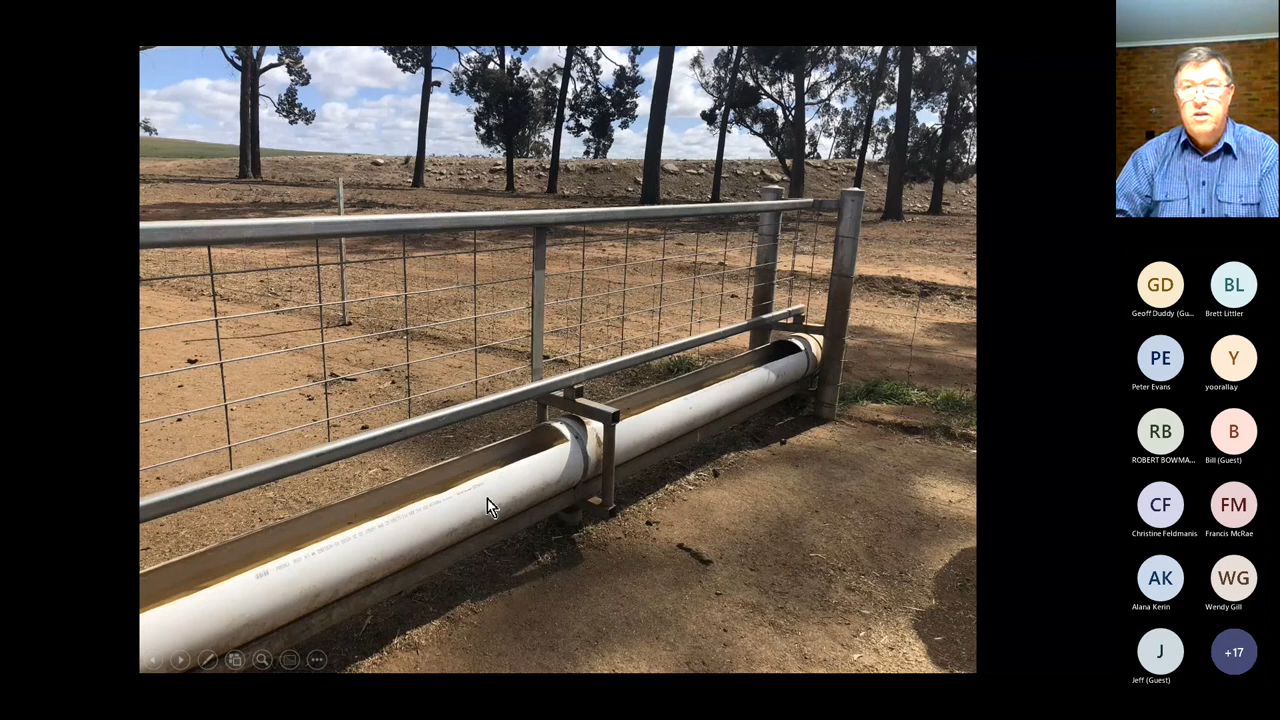 GD
BL
Geoff Duddy (Gu...
Brett Littler
PE
Y
Peter Evans
yooralla.y
RB
B
ROBERT BOWMA...
Bill (Guest)
CF
FM
Christine Feldmanis
Francis McRae
AK
WG
Alana Kerin
Wendy Gill
J
+17
Jeff (Guest)